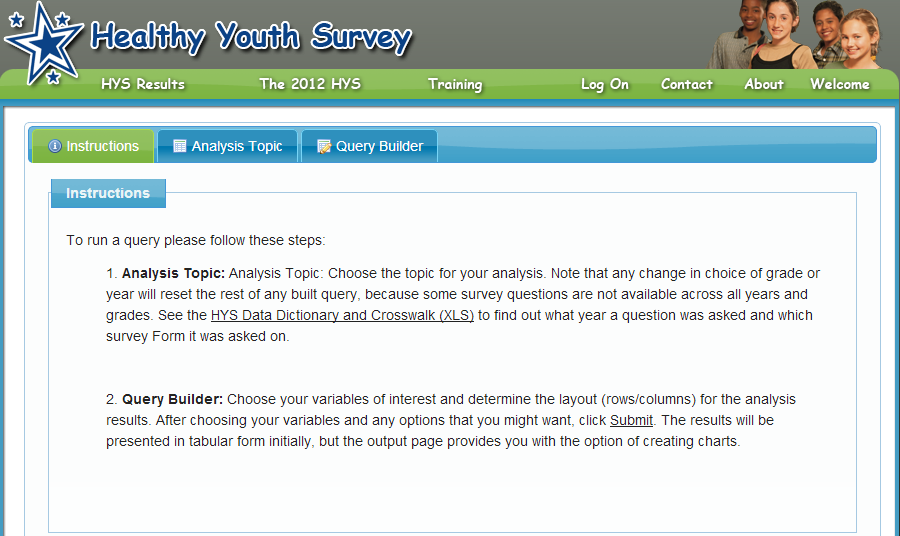 Healthy Youth Survey
HYS Results The 2012 HYS Training Log On Contact About Welcome
Instructions Analysis Topic Query Builder
Instructions
To run a query please follow these steps:
1. Analysis Topic: Analysis Topic: Choose the topic for your analysis. Note that any change in choice of grade or
year will reset the rest of any built query, because some survey questions are not available across all years and
grades. See the HYS Data Dictionary and Crosswalk (XLS) to find out what year a question was asked and which
survey Form it was asked on.
2. Query Builder: Choose your variables of interest and determine the layout (rows/columns) for the analysis
results. After choosing your variables and any options that you might want, click Submit. The results will be
presented in tabular form initially, but the output page provides you with the option of creating charts.